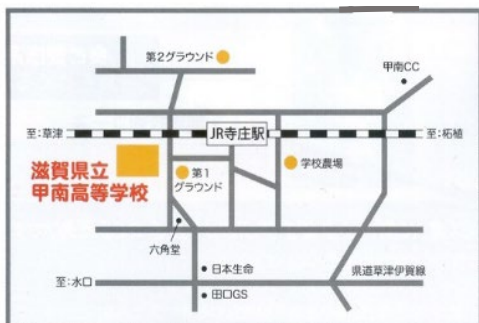 第2グラウンド
甲南CC
至:草津
JR寺庄駅
至:柘植
滋賀県立
甲南高等学校
第1
グラウンド
学校農場
六角堂
日本生命
県道草津伊賀線
至:水口
田口GS